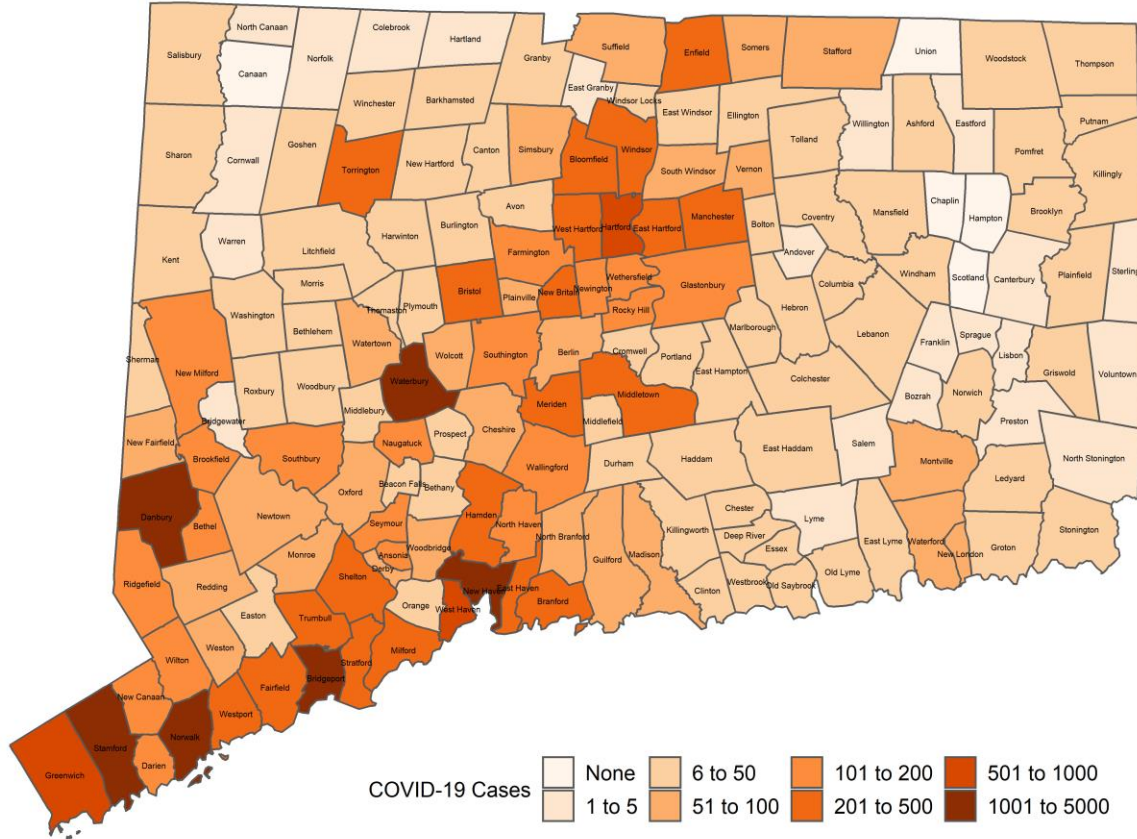 North Canaan
Colebrook
Hartland
Salisbury
Norfolk
Canaan
Granby
Suffield
Enfield
Somers
Stafford
Union
Woodstock
Thompson
East Granby
Windsor Locks
Winchester
Barkhamsted
East Windsor
Ellington
Willington
Ashford
Eastford
Putnam
Sharon
Cornwall
Goshen
Torrington
New Hartford
Canton
Simsbury
Bloomfield
Windsor
South Windsor
Vernon
Tolland
Pomfret
Killingly
Avon
West Hartford
Hartford
East Hartford
Manchester
Bolton
Coventry
Mansfield
Chaplin
Hampton
Brooklyn
Kent
Warren
Litchfield
Harwinton
Burlington
Farmington
Andover
Windham
Scotland
Canterbury
Plainfield
Sterling
Morris
Bristol
Plainville
New Britain
Newington
Wethersfield
Glastonbury
Rocky Hill
Hebron
Columbia
Lebanon
Washington
Bethlehem
Thomaston
Plymouth
Watertown
Wolcott
Southington
Berlin
Cromwell
Portland
Marlborough
East Hampton
Colchester
Franklin
Sprague
Lisbon
Griswold
Voluntown
Sherman
New Milford
Roxbury
Woodbury
Waterbury
Middlebury
Bridgewater
Cheshire
Meriden
Middletown
Middlefield
Bozrah
Norwich
Preston
New Fairfield
Brookfield
Southbury
Naugatuck
Prospect
Wallingford
Durham
Haddam
East Haddam
Salem
Montville
Ledyard
North Stonington
Danbury
Bethel
Newtown
Oxford
Beacon Falls
Bethany
Seymour
Hamden
North Haven
North Branford
Guilford
Madison
Killingworth
Chester
Deep River
Essex
Lyme
East Lyme
Waterford
New London
Groton
Stonington
Ridgefield
Redding
Monroe
Ansonia
Derby
Woodbridge
Shelton
Orange
New Haven
East Haven
West Haven
Branford
Clinton
Westbrook
Old Saybrook
Old Lyme
Easton
Weston
Trumbull
Wilton
Fairfield
Bridgeport
Stratford
Milford
New Canaan
Westport
Norwalk
Darien
Stamford
Greenwich
COVID-19 Cases
None
6 to 50
101 to 200
501 to 1000
1 to 5
51 to 100
201 to 500
1001 to 5000